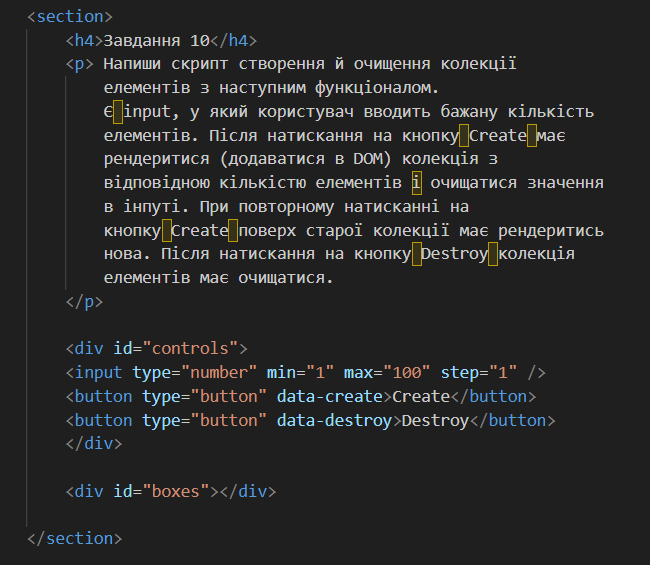 <section>
<h4>Завдання 10</h4>
<p> Напиши скрипт створення й очищення колекції
елементів з наступним функціоналом.
Є input, у який користувач вводить бажану кількість
елементів. Після натискання на кнопку Create має
рендеритися (додаватися в DOM) колекція з
відповідною кількістю елементів і очищатися значення
в інпуті. При повторному натисканні на
кнопку Create поверх старої колекції має рендеритись
нова. Після натискання на кнопку Destroy колекція
елементів має очищатися.
</p>
<div id="controls">
<input type="number" min="1" max="100" step="1" />
<button type="button" data-create>Create</button>
<button type="button" data-destroy>Destroy</button>
</div>
<div id="boxes"></div>
</section>